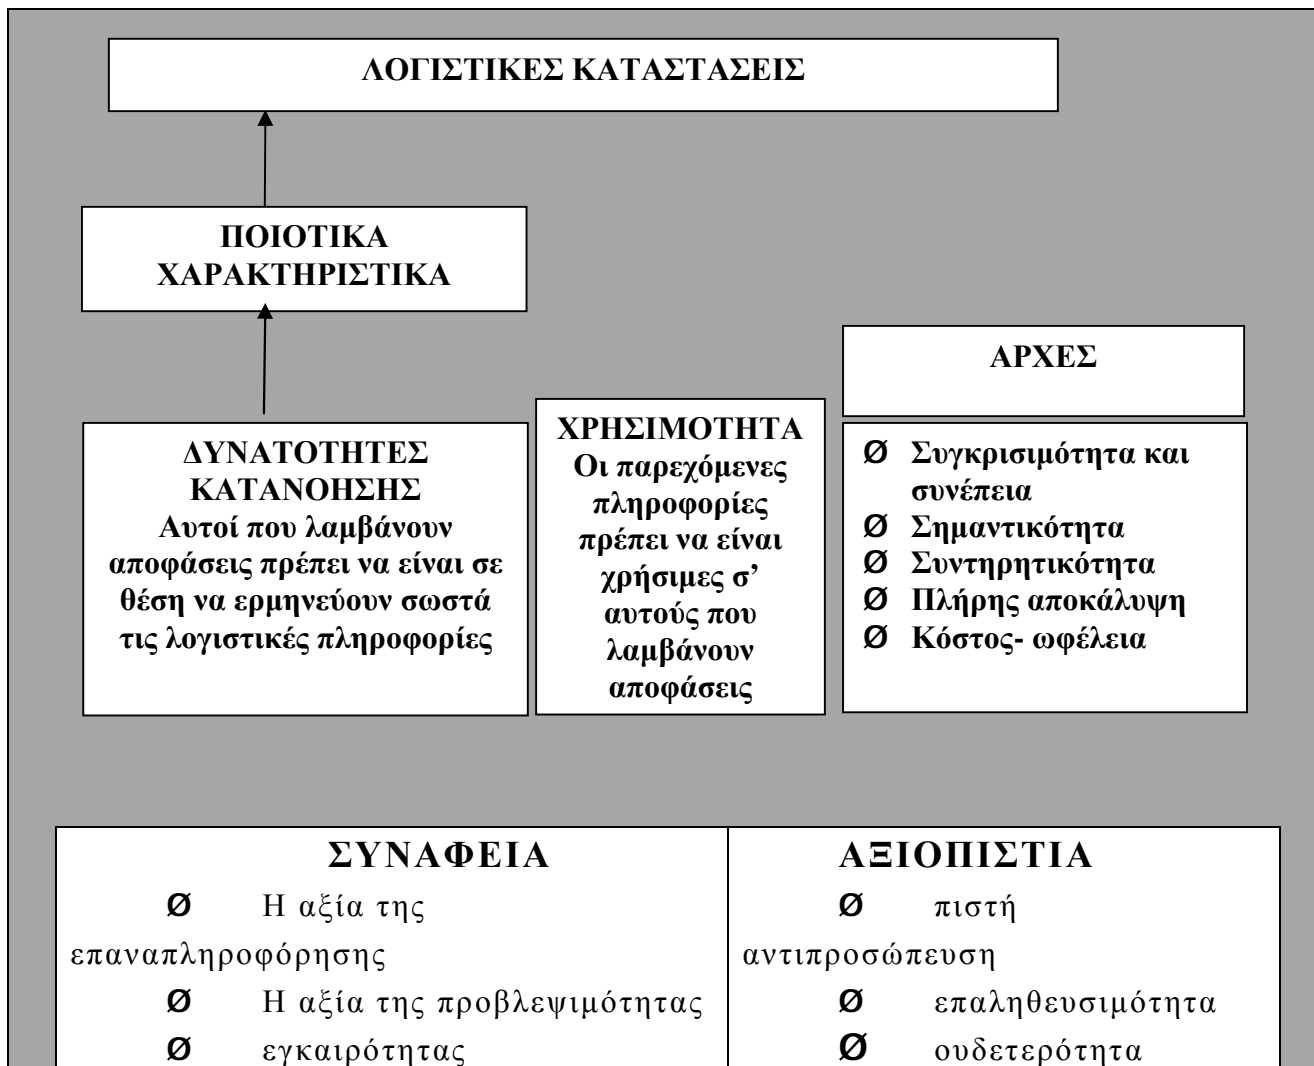 ΛΟΓΙΣΤΙΚΕΣ ΚΑΤΑΣΤΑΣΕΙΣ
ΠΟΙΟΤΙΚΑ
ΧΑΡΑΚΤΗΡΙΣΤΙΚΑ
ΔΥΝΑΤΟΤΗΤΕΣ
ΚΑΤΑΝΟΗΣΗΣ
Αυτοί που λαμβάνουν
αποφάσεις πρέπει να είναι σε
θέση να ερμηνεύουν σωστά
τις λογιστικές πληροφορίες
ΧΡΗΣΙΜΟΤΗΤΑ
Οι παρεχόμενες
πληροφορίες
πρέπει να είναι
χρήσιμες σ’
αυτούς που
λαμβάνουν
αποφάσεις
ΑΡΧΕΣ
Ø Συγκρισιμότητα και
συνέπεια
Ø Σημαντικότητα
Ø Συντηρητικότητα
Ø Πλήρης αποκάλυψη
Ø Κόστος- ωφέλεια
ΣΥΝΑΦΕΙΑ
Ø Η αξία της
επαναπληροφόρησης
Ø Η αξία της προβλεψιμότητας
Ø εγκαιρότητας
ΑΞΙΟΠΙΣΤΙΑ
Ø πιστή
αντιπροσώπευση
Ø επαληθευσιμότητα
Ø ουδετερότητα